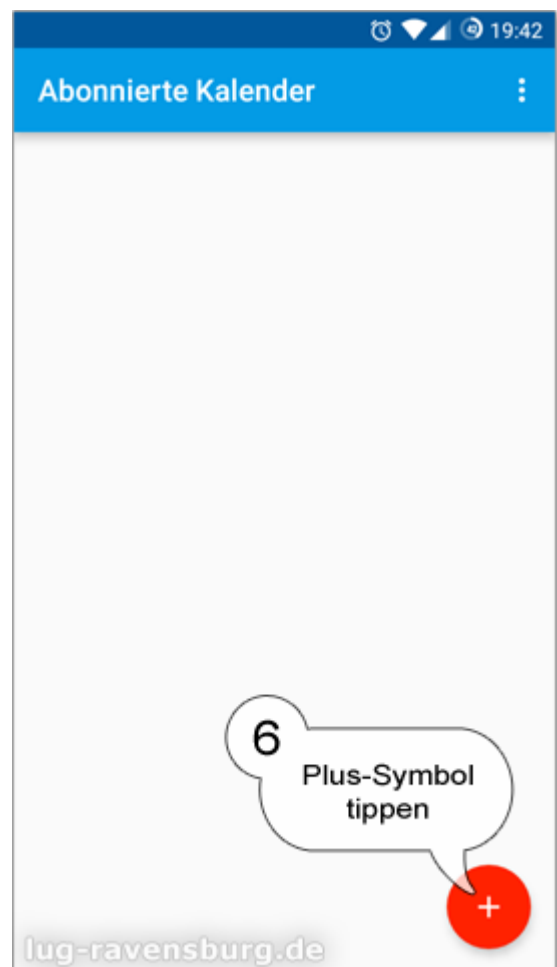 19:42
Abonnierte Kalender
6
Plus-Symbol
tippen
+
lug-ravensburg.de